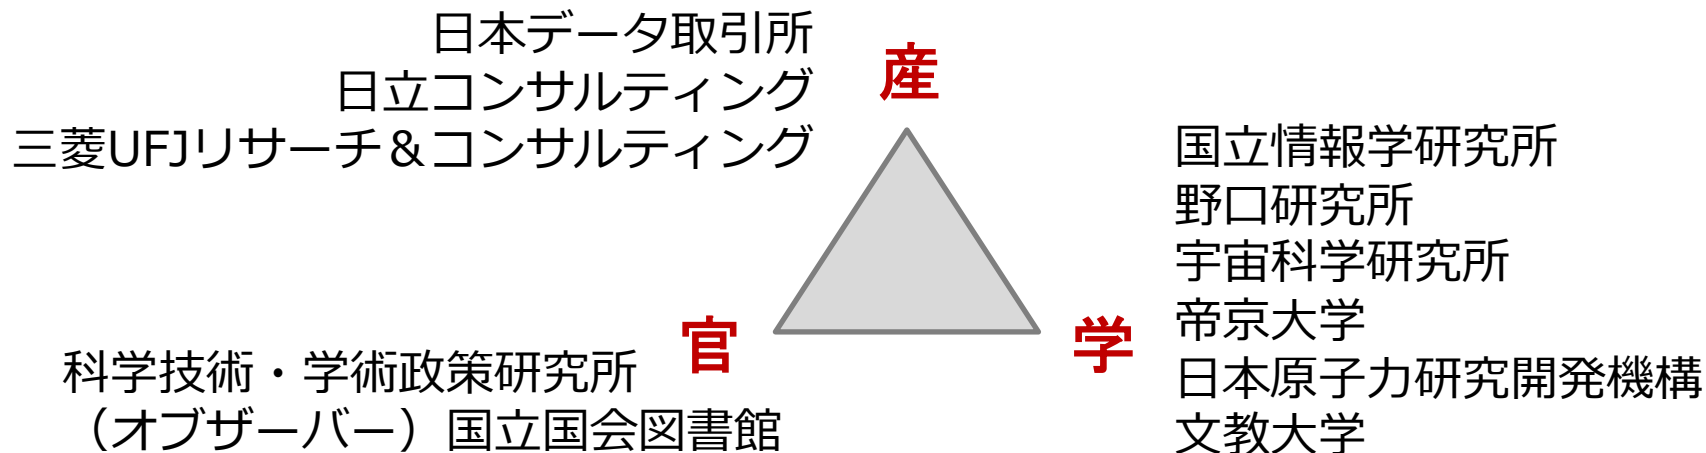 日本データ取引所
日立コンサルティング
三菱UFJリサーチ＆コンサルティング
産
国立情報学研究所
野口研究所
宇宙科学研究所
帝京大学
日本原子力研究開発機構
文教大学
学
官
科学技術・学術政策研究所
（オブザーバー）国立国会図書館